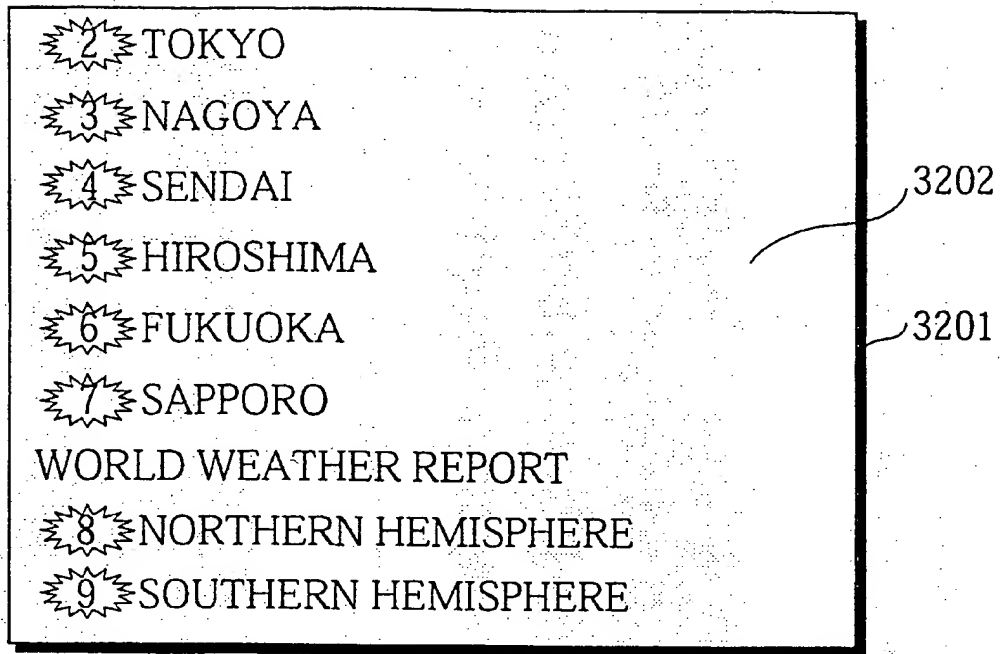 2 TOKYO
3 NAGOYA
4 SENDAI
5 HIROSHIMA
6 FUKUOKA
7 SAPPORO
WORLD WEATHER REPORT
8 NORTHERN HEMISPHERE
9 SOUTHERN HEMISPHERE
3202
3201